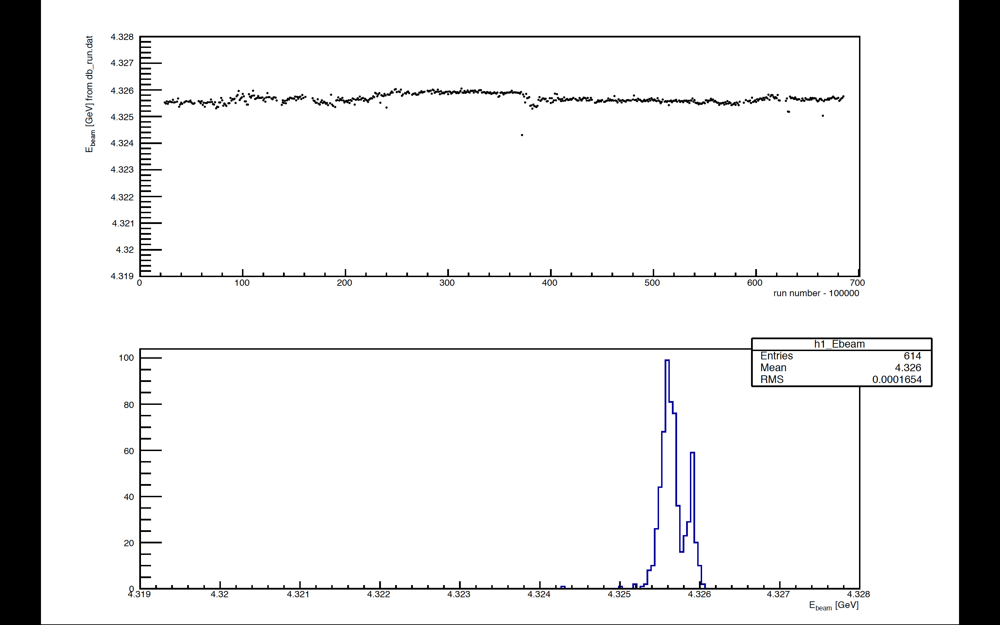 E_beam [GeV] from db_run.dat
4.328
4.327
4.326
4.325
4.324
4.323
4.322
4.321
4.32
4.319
0 100 200 300 400 500 600 700
run number - 100000
h1_Ebeam
Entries 614
Mean 4.326
RMS 0.0001654
100
80
60
40
20
0
4.319 4.32 4.321 4.322 4.323 4.324 4.325 4.326 4.327 4.328
E_beam [GeV]